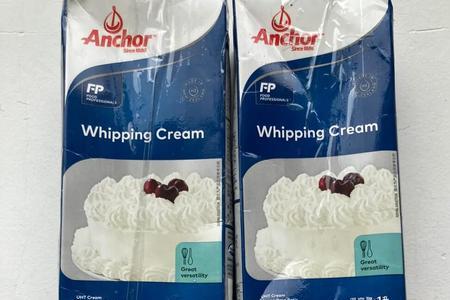 Anchor
Since 1886
FP
FOOD
PROFESSIONALS
Whipping Cream
Great
versatility
UHT Cream
Anchor
Since 1886
FP
FOOD
PROFESSIONALS
Whipping Cream
Great
versatility
UHT Cream